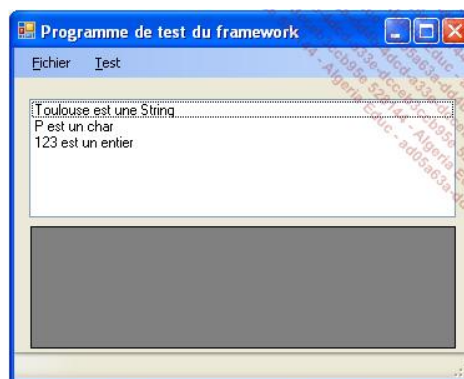 Programme de test du framework
Fichier Test
Toulouse est une String
P est un char
123 est un entier